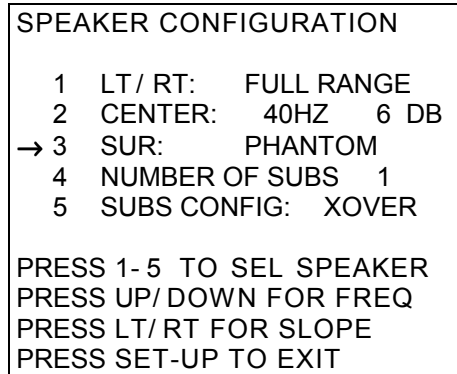 SPEAKER CONFIGURATION
1 LT/ RT: FULL RANGE
2 CENTER: 40HZ 6 DB
→ 3 SUR: PHANTOM
4 NUMBER OF SUBS 1
5 SUBS CONFIG: XOVER
PRESS 1- 5 TO SEL SPEAKER
PRESS UP/ DOWN FOR FREQ
PRESS LT/ RT FOR SLOPE
PRESS SET-UP TO EXIT